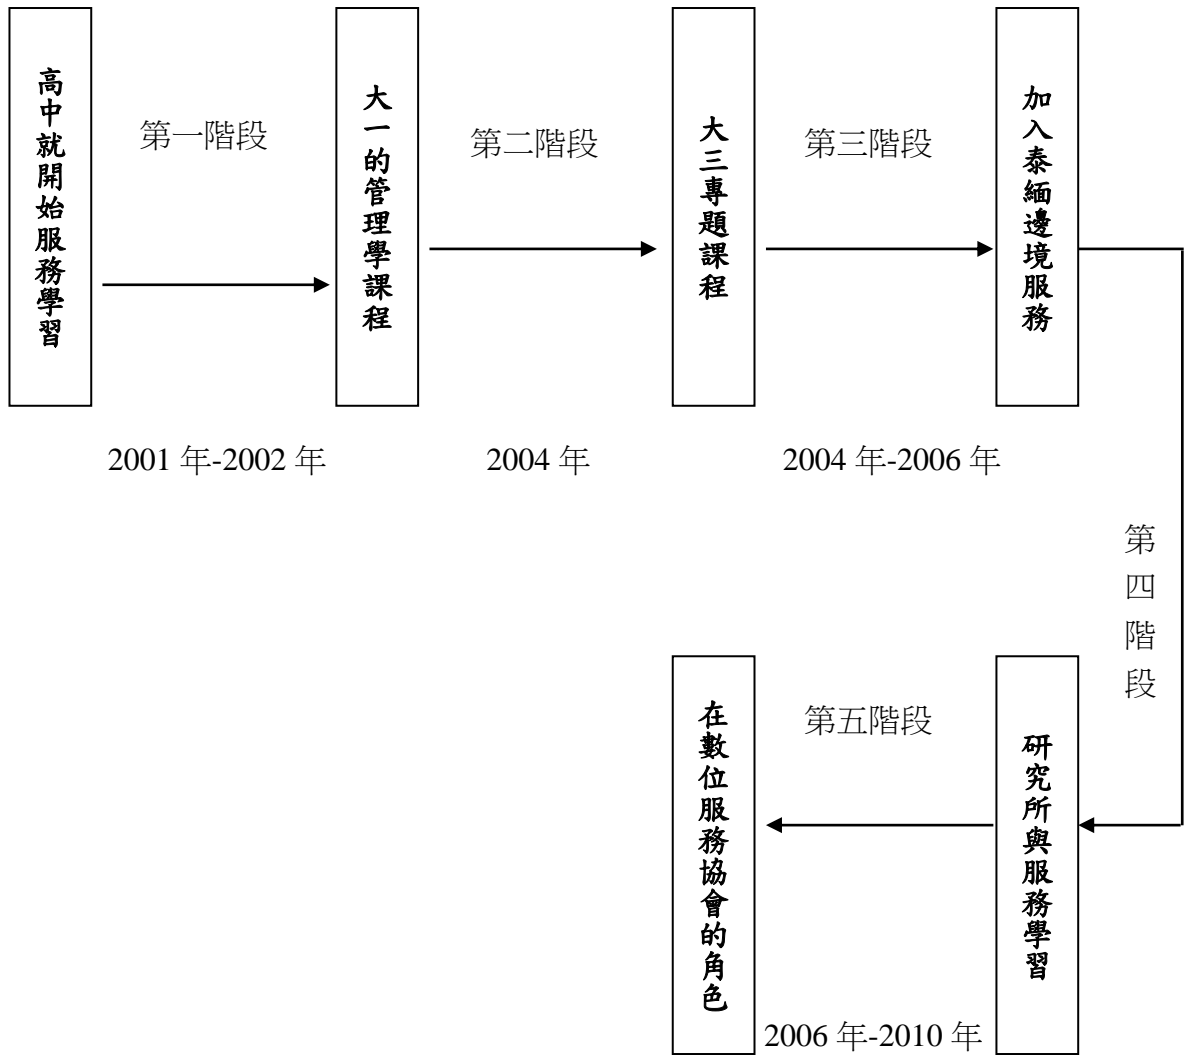 高中就開始服務學習
第一階段
大一的管理學課程
第二階段
大三專題課程
第三階段
加入泰緬邊境服務
2001 年-2002 年
2004 年
2004 年-2006 年
第四階段
研究所與服務學習
第五階段
在數位服務協會的角色
2006 年-2010 年